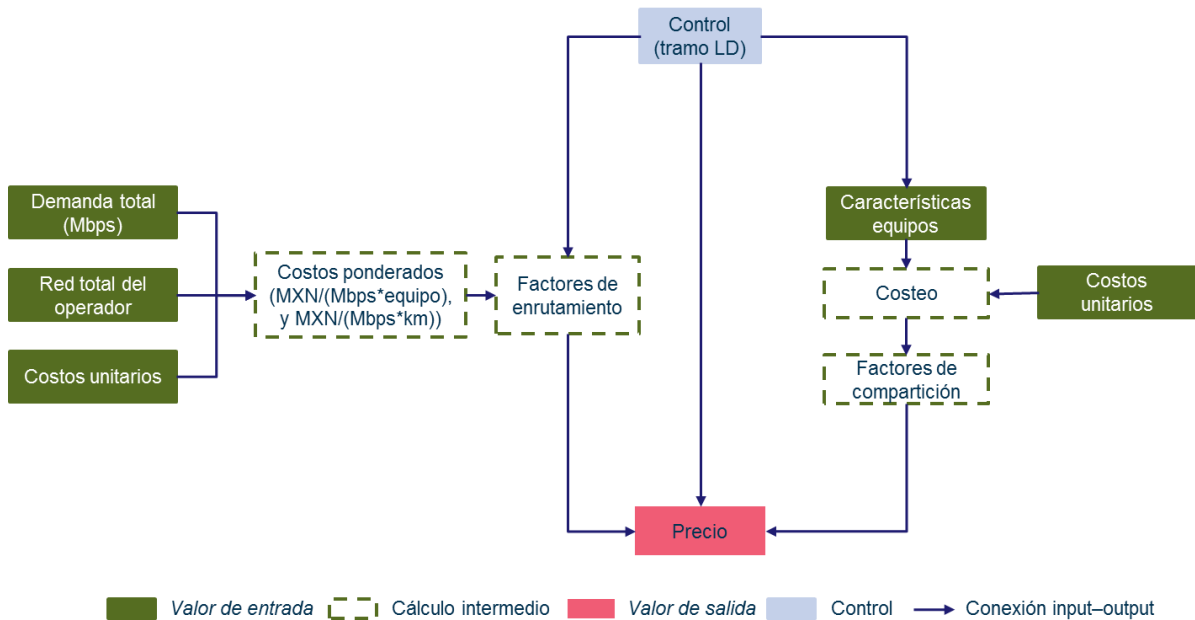 Control
(tramo LD)
Demanda total
(Mbps)
Red total del
operador
Costos unitarios
Costos ponderados
(MXN/(Mbps*equipo),
y MXN/(Mbps*km))
Factores de
enrutamiento
Características
equipos
Costeo
Costos
unitarios
Factores de
compartición
Precio
Valor de entrada
Cálculo intermedio
Valor de salida
Control
Conexión input–output